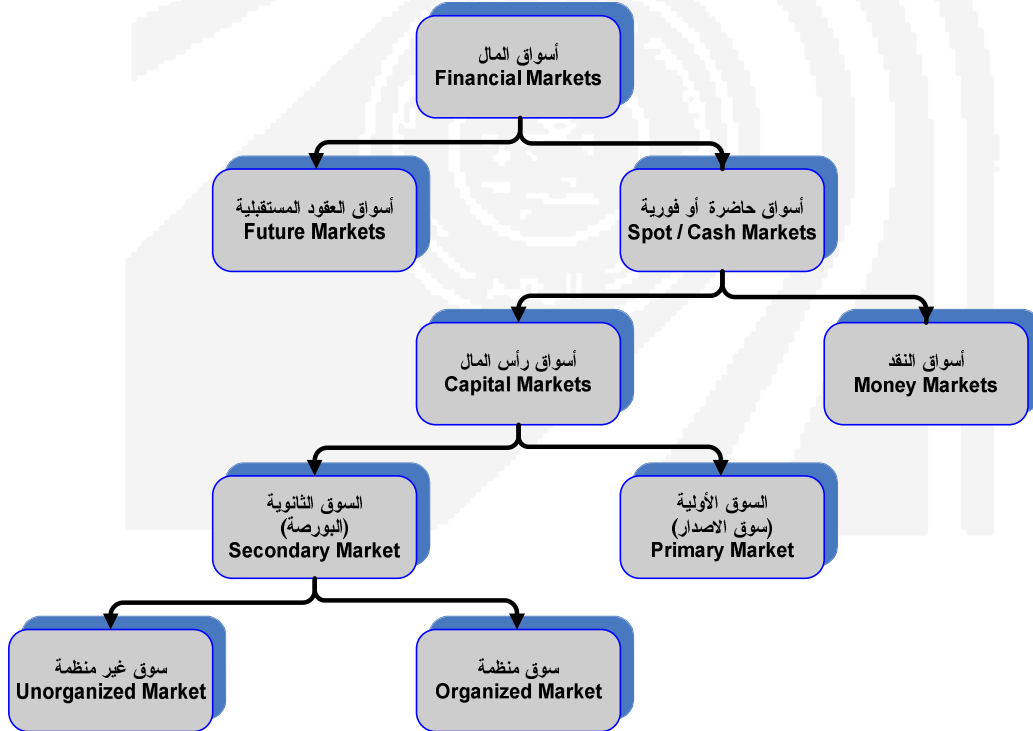 أسواق المال
Financial Markets
أسواق حاضرة أو فورية
Spot / Cash Markets
أسواق العقود المستقبلية
Future Markets
أسواق النقد
Money Markets
أسواق رأس المال
Capital Markets
السوق الأولية
(سوق الاصدار)
Primary Market
السوق الثانوية
(البورصة)
Secondary Market
سوق منظمة
Organized Market
سوق غير منظمة
Unorganized Market